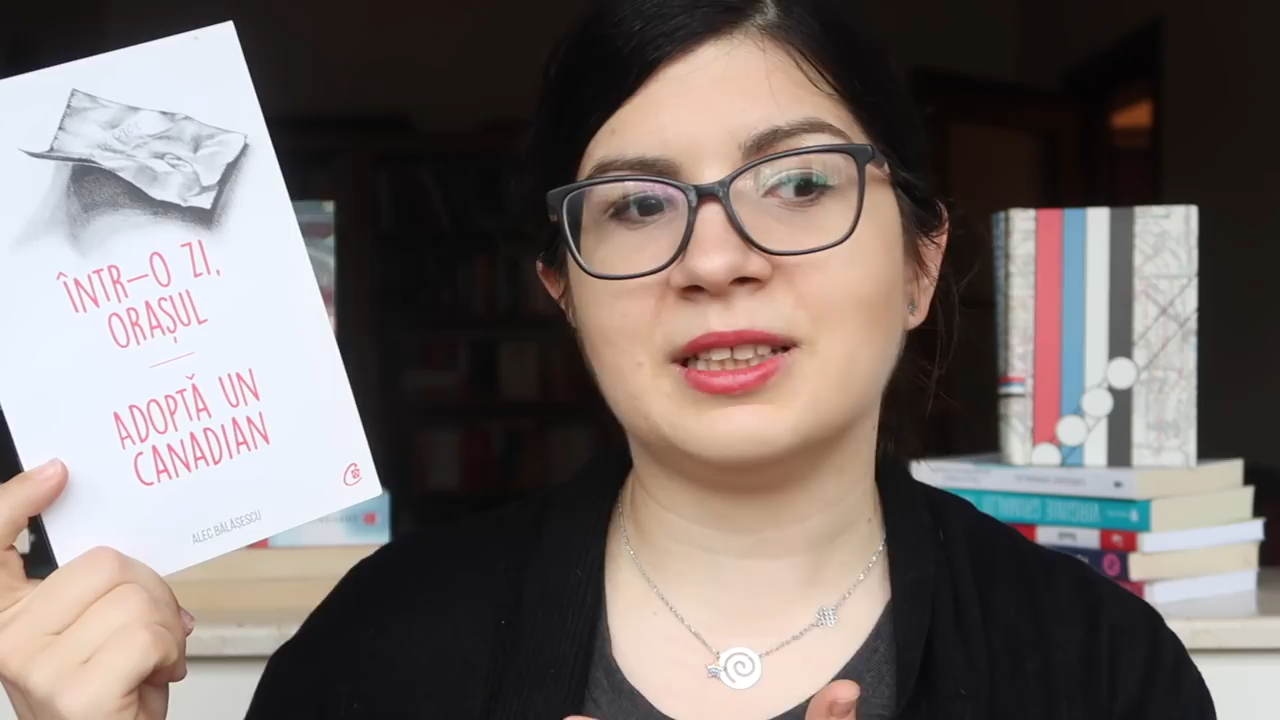 ÎNTR-O ZI,
ORAȘUL
ADOPTĂ UN
CANADIAN
ALEC BĂLĂȘESCU